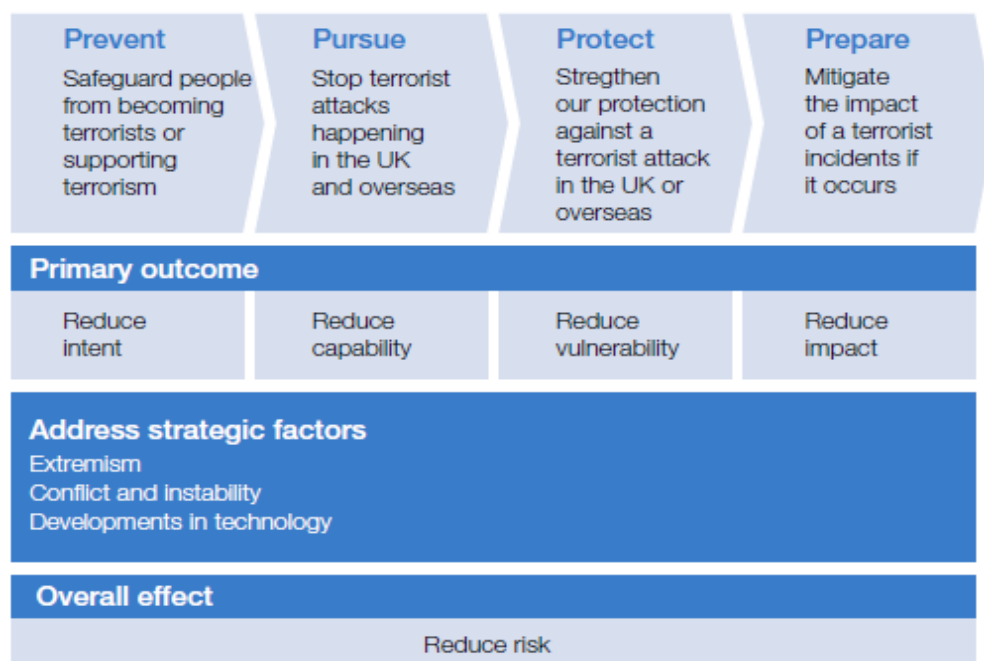 Prevent
Safeguard people
from becoming
terrorists or
supporting
terrorism
Pursue
Stop terrorist
attacks
happening
in the UK
and overseas
Protect
Stregthen
our protection
against a
terrorist attack
in the UK or
overseas
Prepare
Mitigate
the impact
of a terrorist
incidents if
it occurs
Primary outcome
Reduce
intent
Reduce
capability
Reduce
vulnerability
Reduce
impact
Address strategic factors
Extremism
Conflict and instability
Developments in technology
Overall effect
Reduce risk